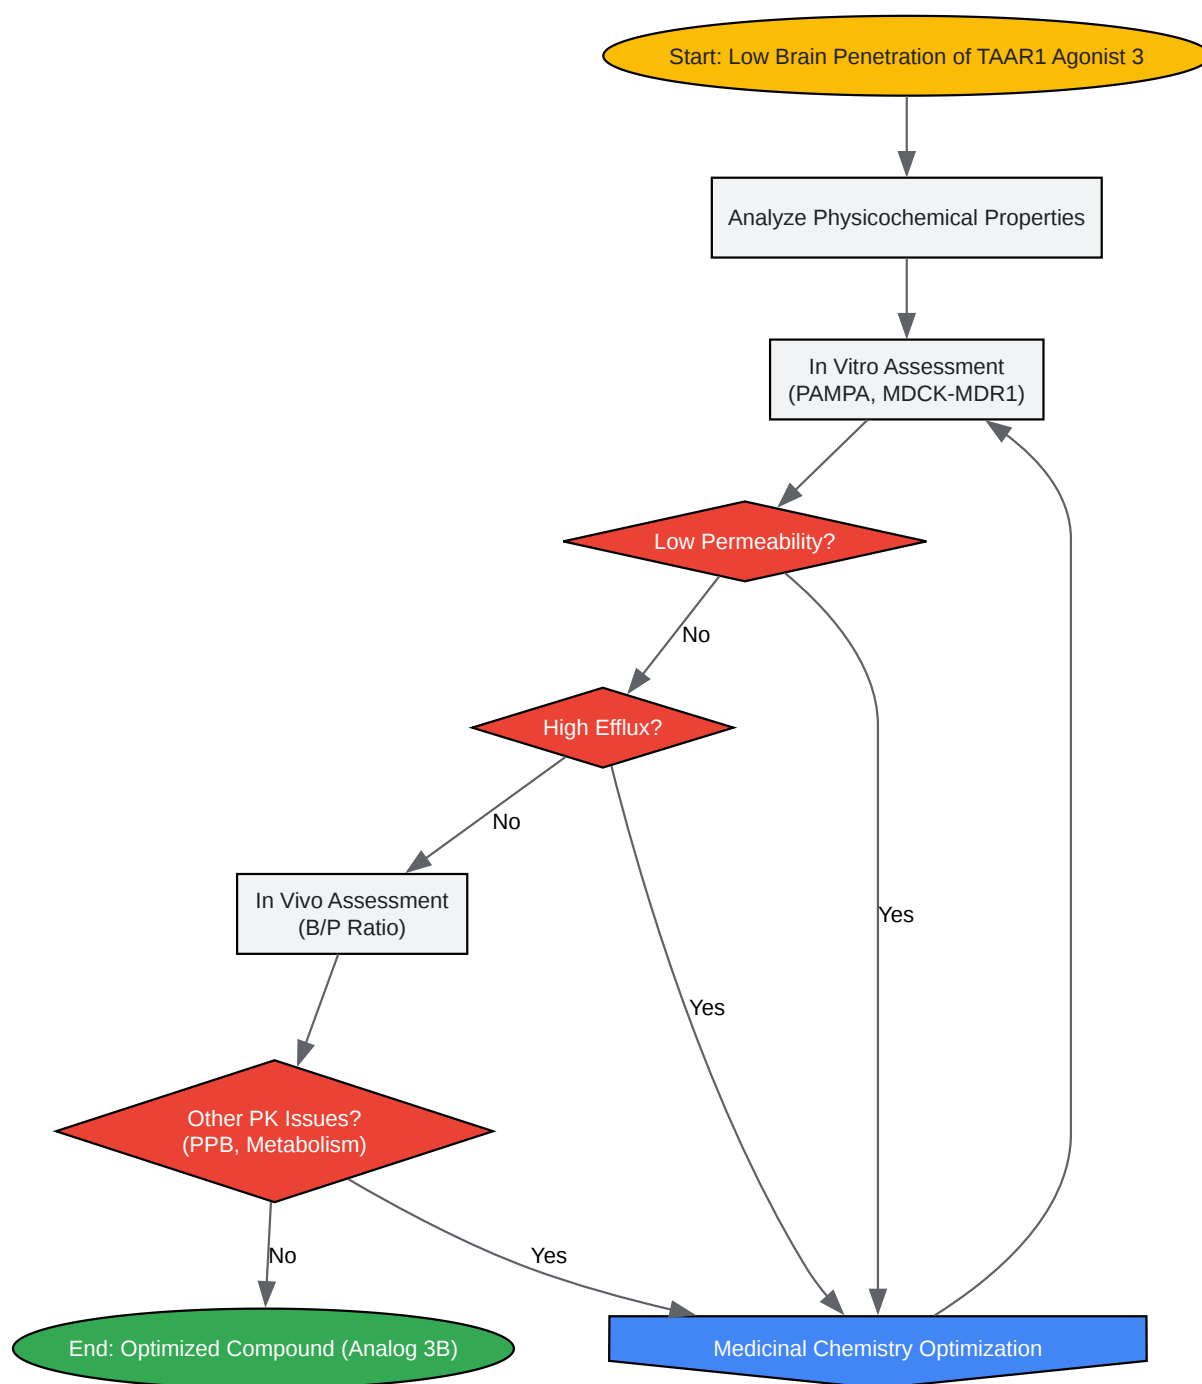 Start: Low Brain Penetration of TAAR1 Agonist 3
Analyze Physicochemical Properties
In Vitro Assessment
(PAMPA, MDCK-MDR1)
Low Permeability?
No
High Efflux?
No
In Vivo Assessment
(B/P Ratio)
Yes
Yes
Other PK Issues?
(PPB, Metabolism)
No
Yes
End: Optimized Compound (Analog 3B)
Medicinal Chemistry Optimization